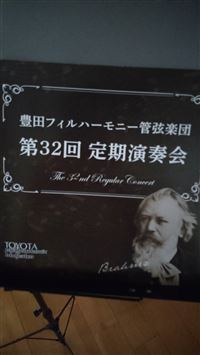 豊田フィルハーモニー管弦楽団
第32回 定期演奏会
The 32nd Regular Concert
TOYOTA
Brahms